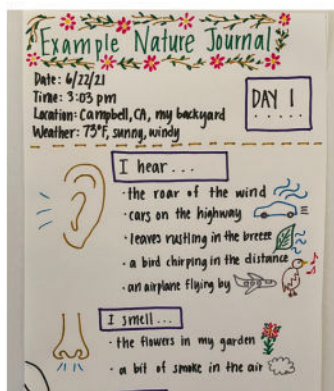 Example Nature Journal
Date: 6/22/21
Time: 3:03 pm
Location: Campbell, CA, my backyard
Weather: 73°F, sunny, windy
DAY 1
I hear...
· the roar of the wind
· cars on the highway
· leaves rustling in the breeze
· a bird chirping in the distance
· an airplane flying by
I smell...
· the flowers in my garden
· a bit of smoke in the air